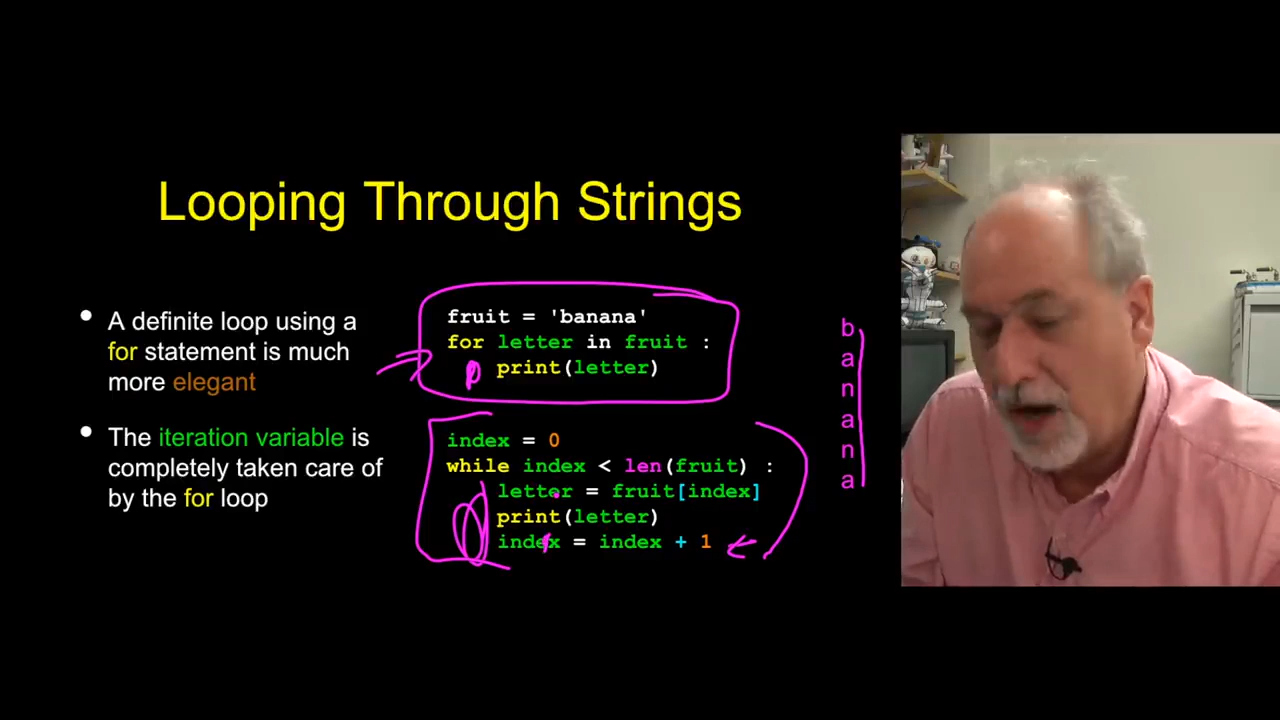 Looping Through Strings
• A definite loop using a
for statement is much
more elegant
• The iteration variable is
completely taken care of
by the for loop
fruit = 'banana'
for letter in fruit :
print(letter)
index = 0
while index < len(fruit) :
letter = fruit[index]
print(letter)
index = index + 1
b
a
n
a
n
a